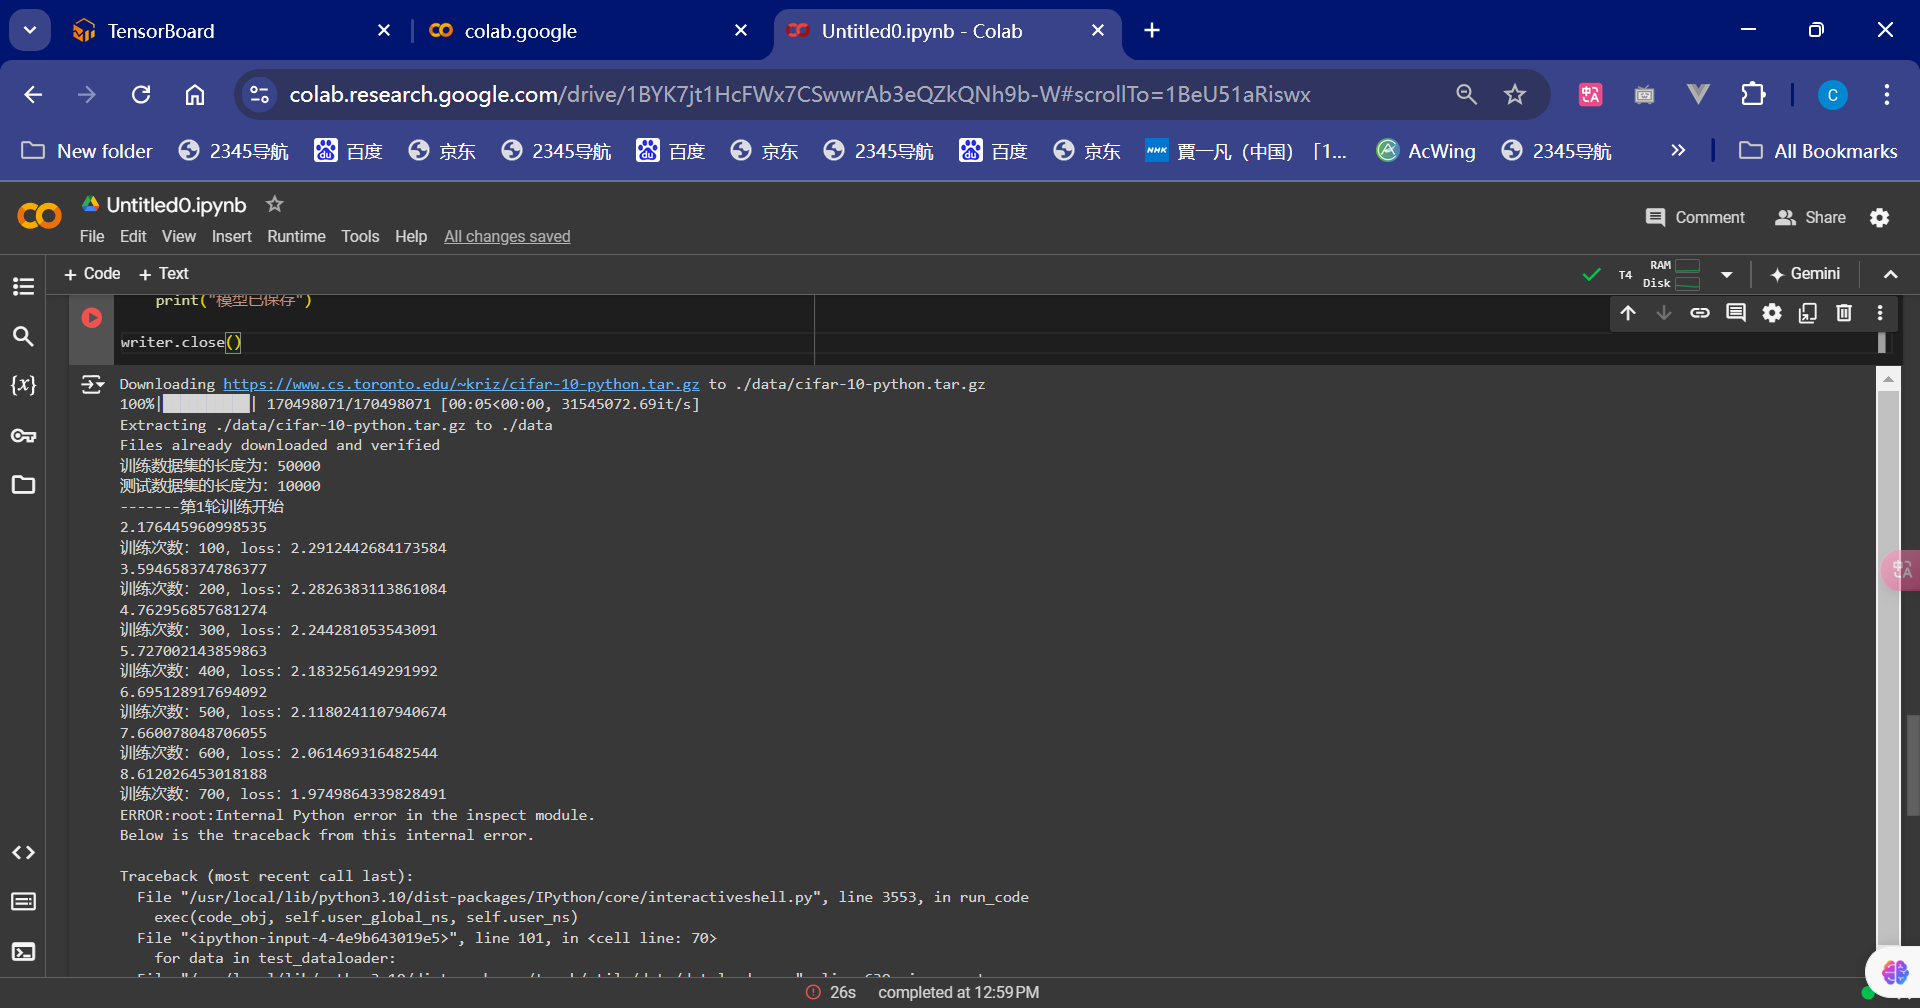 TensorBoard
colab.google
Untitled0.ipynb - Colab
colab.research.google.com/drive/1BYK7jt1HcFWx7CSwwrAb3eQZkQNh9b-W#scrollTo=1BeU51aRiswx
C
New folder
2345导航
百度
京东
2345导航
百度
京东
2345导航
百度
京东
NHK
賈一凡（中国）「1...
AcWing
2345导航
All Bookmarks
Untitled0.ipynb
Comment
Share
File Edit View Insert Runtime Tools Help All changes saved
+ Code + Text
T4
RAM
Disk
Gemini
print("模型已保存")
writer.close()
Downloading https://www.cs.toronto.edu/~kriz/cifar-10-python.tar.gz to ./data/cifar-10-python.tar.gz
100%|██████████| 170498071/170498071 [00:05<00:00, 31545072.69it/s]
Extracting ./data/cifar-10-python.tar.gz to ./data
Files already downloaded and verified
训练数据集的长度为: 50000
测试数据集的长度为: 10000
-------第1轮训练开始
2.176445960998535
训练次数: 100, loss: 2.2912442684173584
3.594658374786377
训练次数: 200, loss: 2.2826383113861084
4.762956857681274
训练次数: 300, loss: 2.244281053543091
5.727002143859863
训练次数: 400, loss: 2.183256149291992
6.695128917694092
训练次数: 500, loss: 2.1180241107940674
7.660078048706055
训练次数: 600, loss: 2.061469316482544
8.612026453018188
训练次数: 700, loss: 1.9749864339828491
ERROR:root:Internal Python error in the inspect module.
Below is the traceback from this internal error.
Traceback (most recent call last):
File "/usr/local/lib/python3.10/dist-packages/IPython/core/interactiveshell.py", line 3553, in run_code
exec(code_obj, self.user_global_ns, self.user_ns)
File "<ipython-input-4-4e9b643019e5>", line 101, in <cell line: 70>
for data in test_dataloader:
26s completed at 12:59 PM